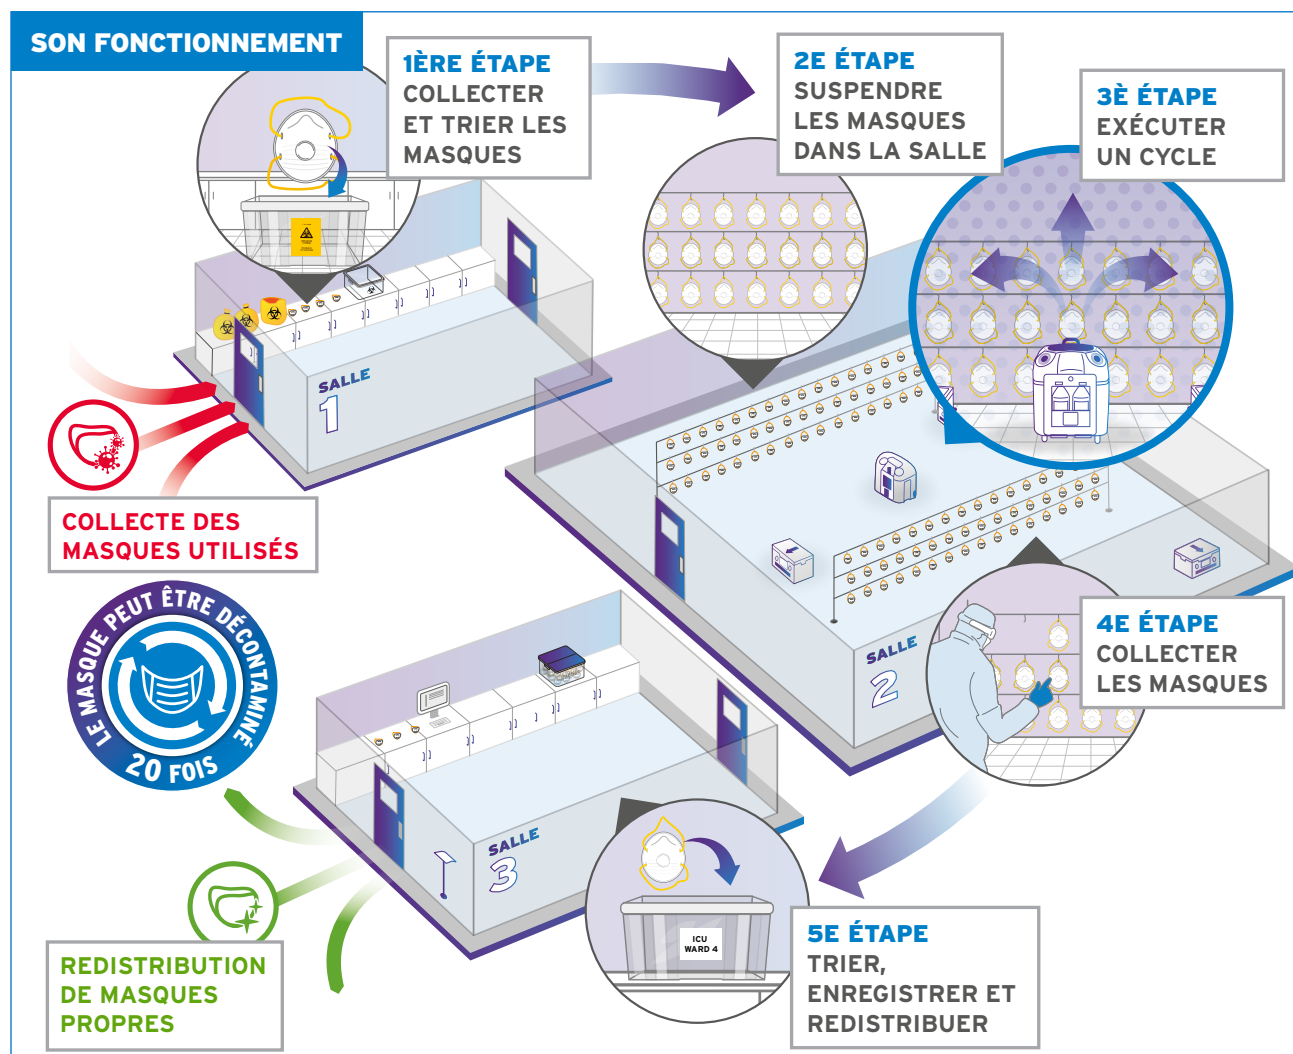 SON FONCTIONNEMENT
1ÈRE ÉTAPE
COLLECTER
ET TRIER LES
MASQUES
2E ÉTAPE
SUSPENDRE
LES MASQUES
DANS LA SALLE
3È ÉTAPE
EXÉCUTER
UN CYCLE
SALLE
1
COLLECTE DES
MASQUES UTILISÉS
LE MASQUE PEUT ÊTRE DÉCONTAMINÉ
20 FOIS
SALLE
2
4E ÉTAPE
COLLECTER
LES MASQUES
SALLE
3
ICU
WARD 4
5E ÉTAPE
TRIER,
ENREGISTRER ET
REDISTRIBUER
REDISTRIBUTION
DE MASQUES
PROPRES